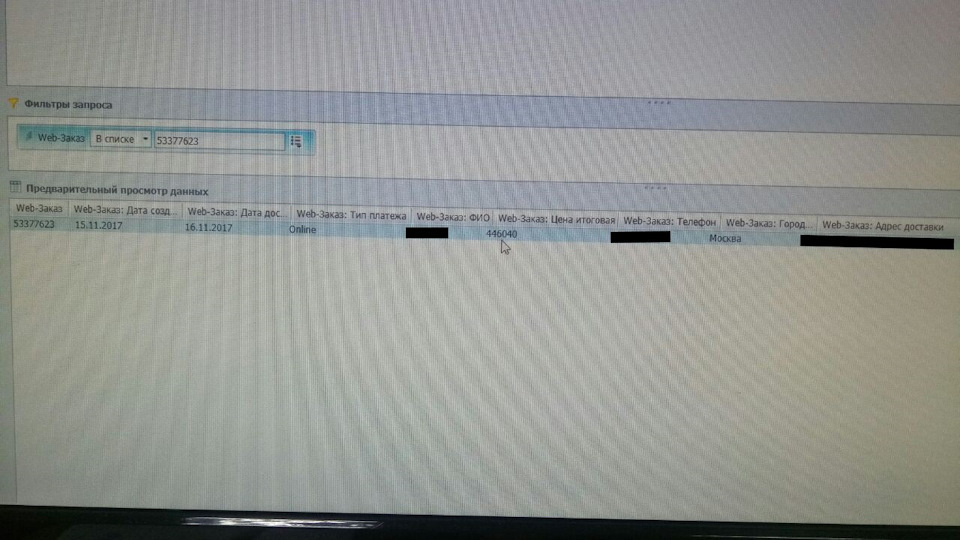 Фильтры запроса
Web-Заказ В списке 53377623
Предварительный просмотр данных
Web-Заказ Web-Заказ: Дата созд... Web-Заказ: Дата дос... Web-Заказ: Тип платежа Web-Заказ: ФИО Web-Заказ: Цена итоговая Web-Заказ: Телефон Web-Заказ: Город... Web-Заказ: Адрес доставки
53377623 15.11.2017 16.11.2017 Online 446040 Москва